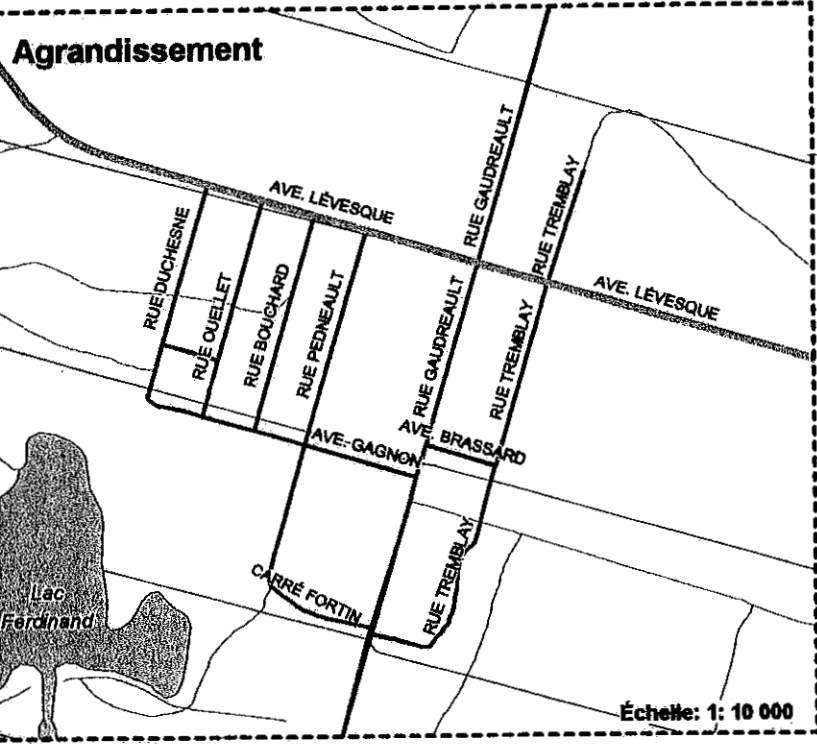 Agrandissement
RUE GAUDREAULT
RUE TREMBLAY
AVE. LÉVESQUE
RUE DUCHESNE
RUE OUELLET
RUE BOUCHARD
RUE PEDNEAULT
RUE GAUDREAULT
RUE TREMBLAY
AVE. LÉVESQUE
AVE. BRASSARD
AVE. GAGNON
RUE TREMBLAY
CARRÉ FORTIN
Lac
Ferdinand
Échelle: 1: 10 000